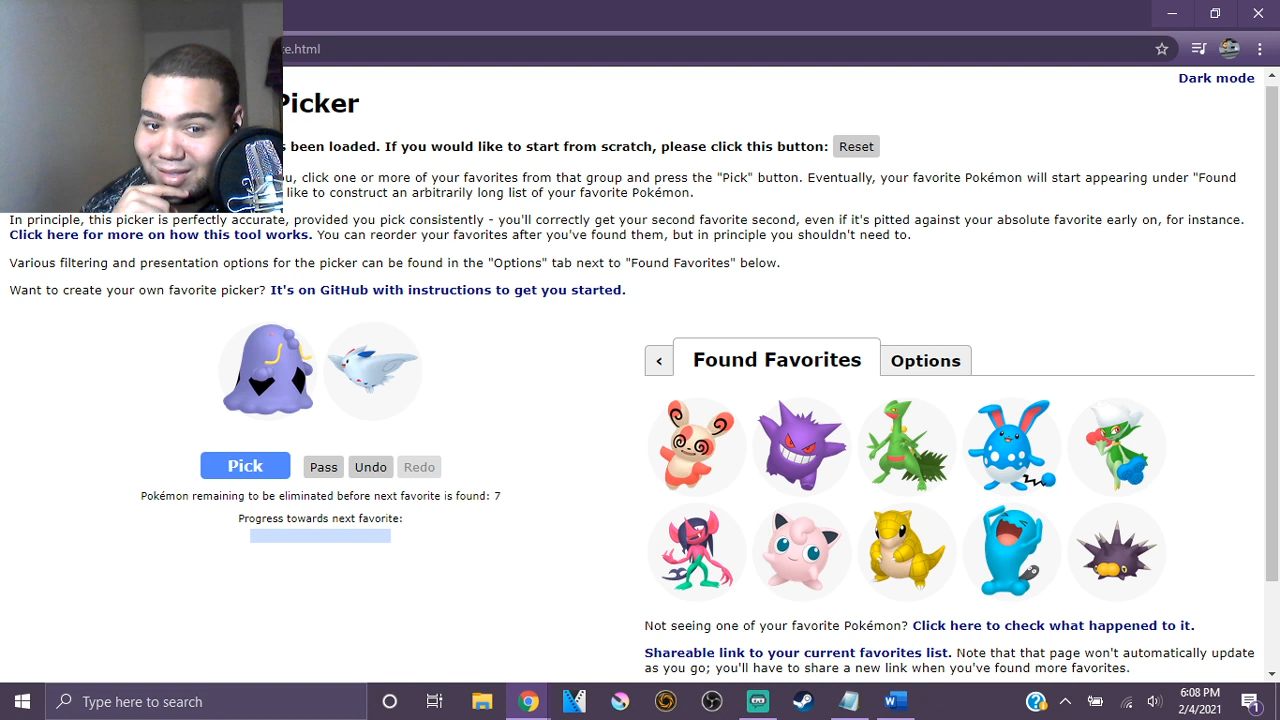 te.html
Dark mode
Picker
s been loaded. If you would like to start from scratch, please click this button: Reset
u, click one or more of your favorites from that group and press the "Pick" button. Eventually, your favorite Pokémon will start appearing under "Found
like to construct an arbitrarily long list of your favorite Pokémon.
In principle, this picker is perfectly accurate, provided you pick consistently - you'll correctly get your second favorite second, even if it's pitted against your absolute favorite early on, for instance.
Click here for more on how this tool works. You can reorder your favorites after you've found them, but in principle you shouldn't need to.
Various filtering and presentation options for the picker can be found in the "Options" tab next to "Found Favorites" below.
Want to create your own favorite picker? It's on GitHub with instructions to get you started.
‹ Found Favorites Options
Pick Pass Undo Redo
Pokémon remaining to be eliminated before next favorite is found: 7
Progress towards next favorite:
Not seeing one of your favorite Pokémon? Click here to check what happened to it.
Shareable link to your current favorites list. Note that that page won't automatically update
as you go; you'll have to share a new link when you've found more favorites.
Type here to search
6:08 PM
2/4/2021
1